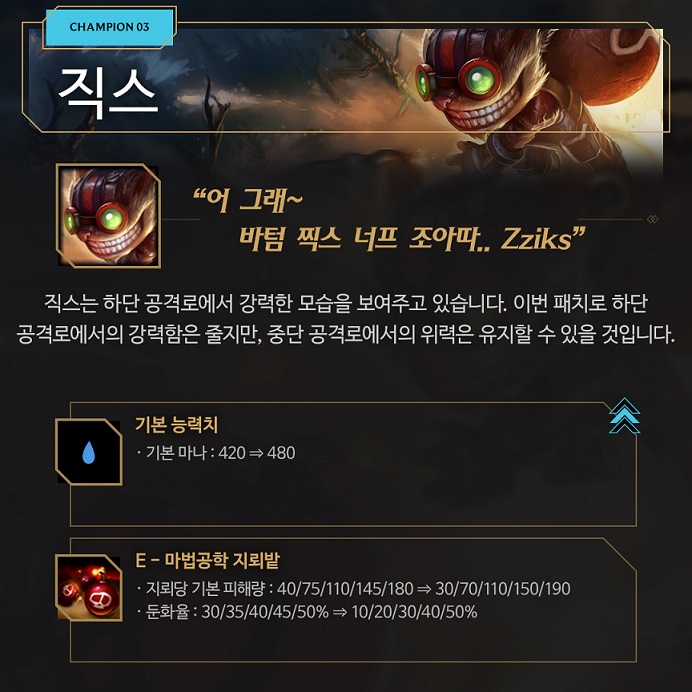 CHAMPION 03
직스
“어 그래~
바텀 찍스 너프 조아따.. Zziks”
직스는 하단 공격로에서 강력한 모습을 보여주고 있습니다. 이번 패치로 하단
공격로에서의 강력함은 줄지만, 중단 공격로에서의 위력은 유지할 수 있을 것입니다.
기본 능력치
· 기본 마나 : 420 ⇒ 480
E - 마법공학 지뢰밭
· 지뢰당 기본 피해량 : 40/75/110/145/180 ⇒ 30/70/110/150/190
· 둔화율 : 30/35/40/45/50% ⇒ 10/20/30/40/50%